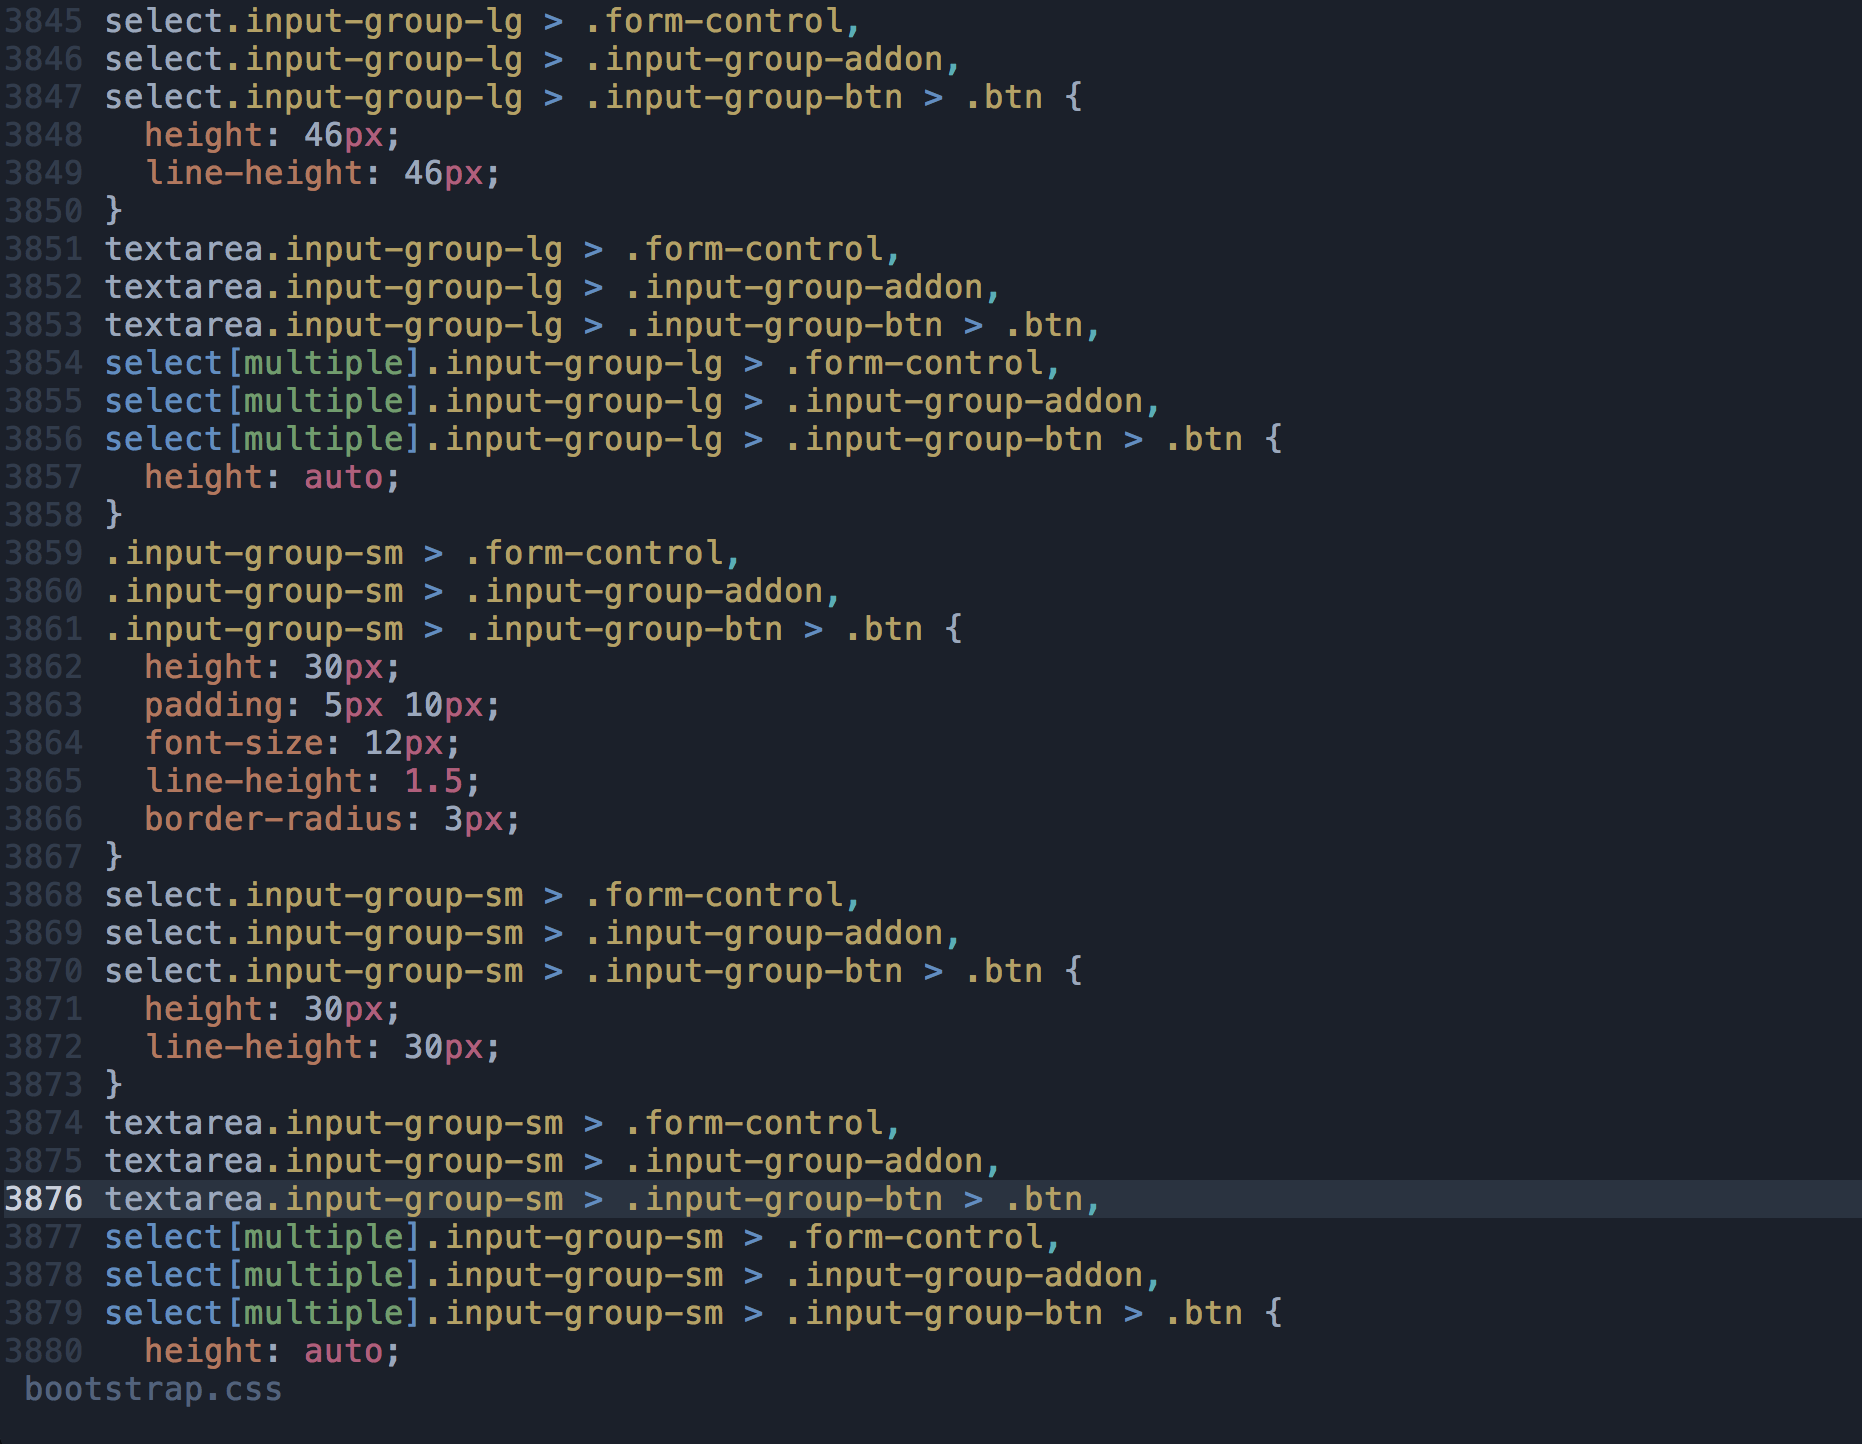 3845 select.input-group-lg > .form-control,
3846 select.input-group-lg > .input-group-addon,
3847 select.input-group-lg > .input-group-btn > .btn {
3848   height: 46px;
3849   line-height: 46px;
3850 }
3851 textarea.input-group-lg > .form-control,
3852 textarea.input-group-lg > .input-group-addon,
3853 textarea.input-group-lg > .input-group-btn > .btn,
3854 select[multiple].input-group-lg > .form-control,
3855 select[multiple].input-group-lg > .input-group-addon,
3856 select[multiple].input-group-lg > .input-group-btn > .btn {
3857   height: auto;
3858 }
3859 .input-group-sm > .form-control,
3860 .input-group-sm > .input-group-addon,
3861 .input-group-sm > .input-group-btn > .btn {
3862   height: 30px;
3863   padding: 5px 10px;
3864   font-size: 12px;
3865   line-height: 1.5;
3866   border-radius: 3px;
3867 }
3868 select.input-group-sm > .form-control,
3869 select.input-group-sm > .input-group-addon,
3870 select.input-group-sm > .input-group-btn > .btn {
3871   height: 30px;
3872   line-height: 30px;
3873 }
3874 textarea.input-group-sm > .form-control,
3875 textarea.input-group-sm > .input-group-addon,
3876 textarea.input-group-sm > .input-group-btn > .btn,
3877 select[multiple].input-group-sm > .form-control,
3878 select[multiple].input-group-sm > .input-group-addon,
3879 select[multiple].input-group-sm > .input-group-btn > .btn {
3880   height: auto;
bootstrap.css